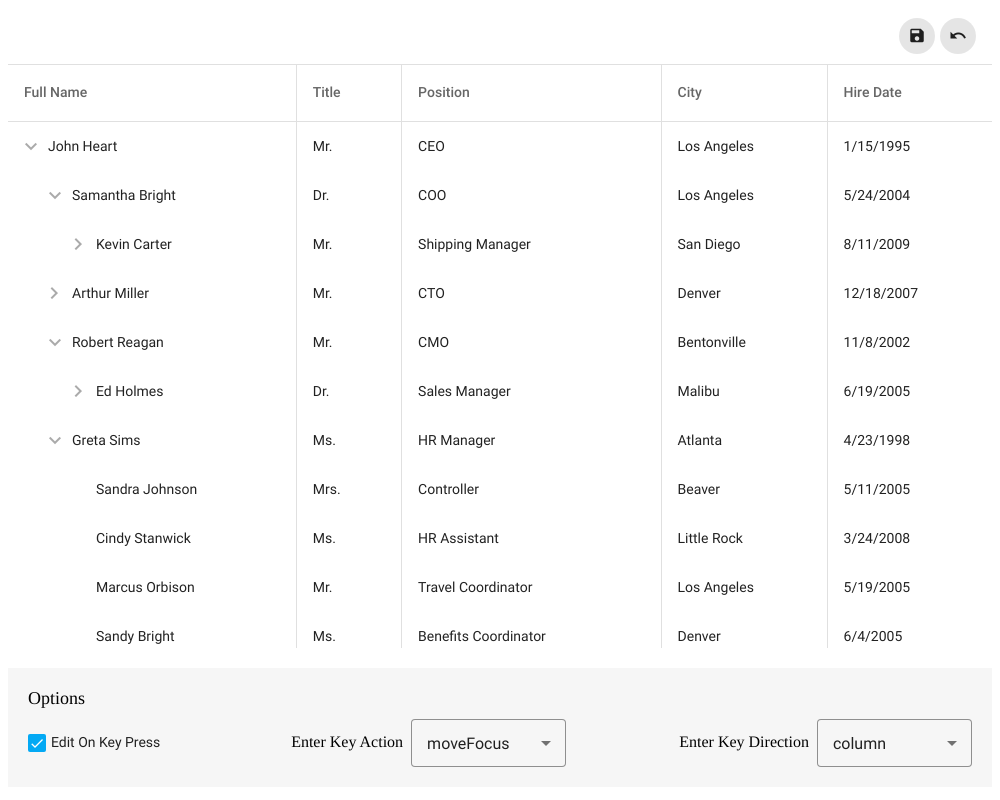 Full Name Title Position City Hire Date
John Heart Mr. CEO Los Angeles 1/15/1995
Samantha Bright Dr. COO Los Angeles 5/24/2004
Kevin Carter Mr. Shipping Manager San Diego 8/11/2009
Arthur Miller Mr. CTO Denver 12/18/2007
Robert Reagan Mr. CMO Bentonville 11/8/2002
Ed Holmes Dr. Sales Manager Malibu 6/19/2005
Greta Sims Ms. HR Manager Atlanta 4/23/1998
Sandra Johnson Mrs. Controller Beaver 5/11/2005
Cindy Stanwick Ms. HR Assistant Little Rock 3/24/2008
Marcus Orbison Mr. Travel Coordinator Los Angeles 5/19/2005
Sandy Bright Ms. Benefits Coordinator Denver 6/4/2005
Options
Edit On Key Press Enter Key Action moveFocus Enter Key Direction column